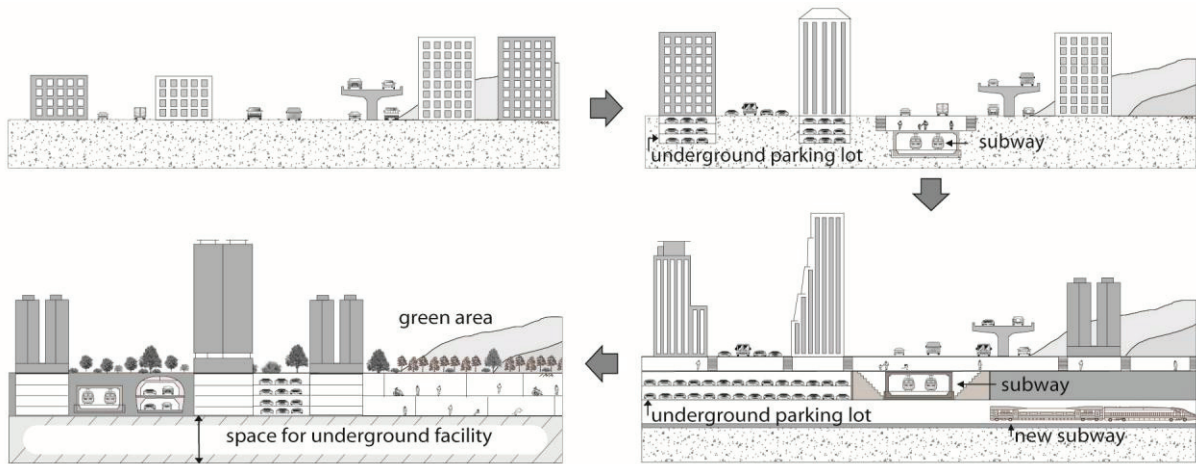 underground parking lot
subway
green area
space for underground facility
subway
underground parking lot
new subway